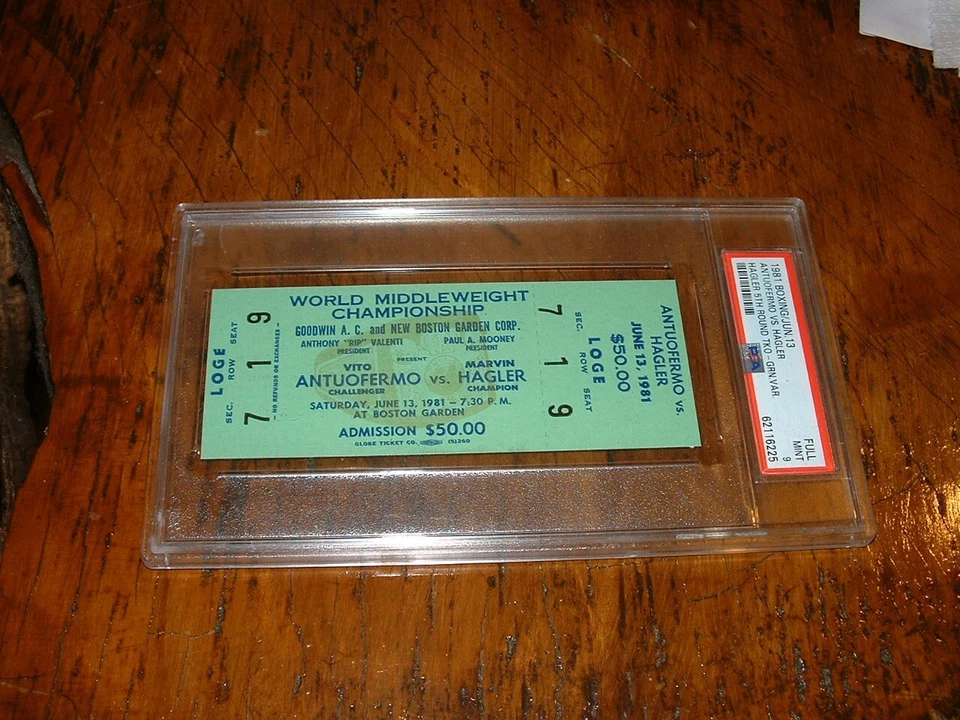 LOGE
SEC. ROW SEAT
7 1 9
— NO REFUNDS OR EXCHANGES —
WORLD MIDDLEWEIGHT
CHAMPIONSHIP
GOODWIN A. C. and NEW BOSTON GARDEN CORP.
ANTHONY "RIP" VALENTI PAUL A. MOONEY
PRESIDENT PRESIDENT
PRESENT
VITO MARVIN
ANTUOFERMO VS. HAGLER
CHALLENGER CHAMPION
SATURDAY, JUNE 13, 1981 - 7:30 P. M.
AT BOSTON GARDEN
ADMISSION $50.00
GLOBE TICKET CO.
7 1 9
SEC. ROW SEAT
LOGE
$50.00
JUNE 13, 1981
HAGLER
ANTUOFERMO VS.
1981 BOXING/JUN.13
ANTUOFERMO VS. HAGLER
HAGLER 5TH ROUND TKO - GRN.VAR.
FULL
MINT
9
62116225
PSA